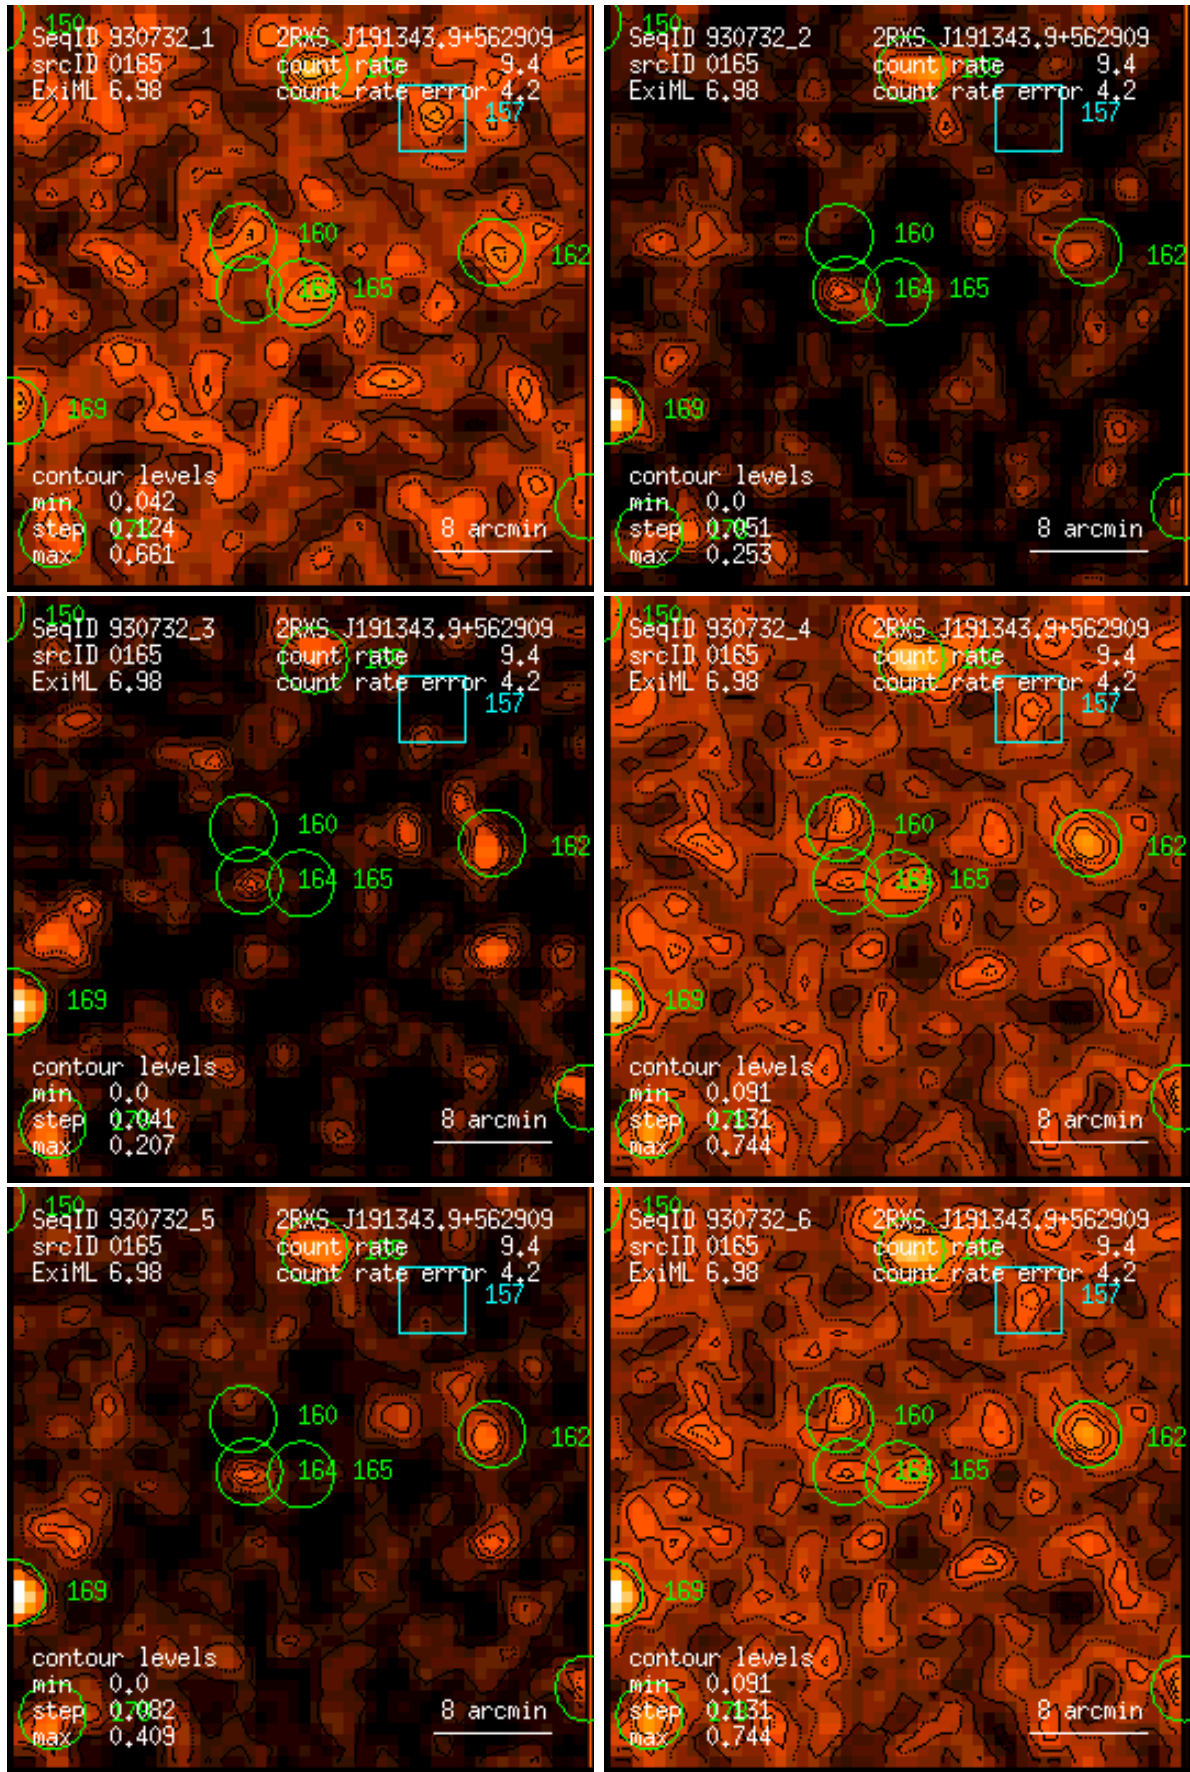 150
SeqID 930732_1 2RXS J191343.9+562909
srcID 0165 count rate 9.4
ExiML 6.98 count rate error 4.2
157
160
162
164 165
169
contour levels
min 0.042
step 0.124 8 arcmin
max 0.661
150
SeqID 930732_2 2RXS J191343.9+562909
srcID 0165 count rate 9.4
ExiML 6.98 count rate error 4.2
157
160
162
164 165
169
contour levels
min 0.0
step 0.051 8 arcmin
max 0.253
150
SeqID 930732_3 2RXS J191343.9+562909
srcID 0165 count rate 9.4
ExiML 6.98 count rate error 4.2
157
160
162
164 165
169
contour levels
min 0.0
step 0.041 8 arcmin
max 0.207
150
SeqID 930732_4 2RXS J191343.9+562909
srcID 0165 count rate 9.4
ExiML 6.98 count rate error 4.2
157
160
162
164 165
169
contour levels
min 0.091
step 0.131 8 arcmin
max 0.744
150
SeqID 930732_5 2RXS J191343.9+562909
srcID 0165 count rate 9.4
ExiML 6.98 count rate error 4.2
157
160
162
164 165
169
contour levels
min 0.0
step 0.082 8 arcmin
max 0.409
150
SeqID 930732_6 2RXS J191343.9+562909
srcID 0165 count rate 9.4
ExiML 6.98 count rate error 4.2
157
160
162
164 165
169
contour levels
min 0.091
step 0.131 8 arcmin
max 0.744